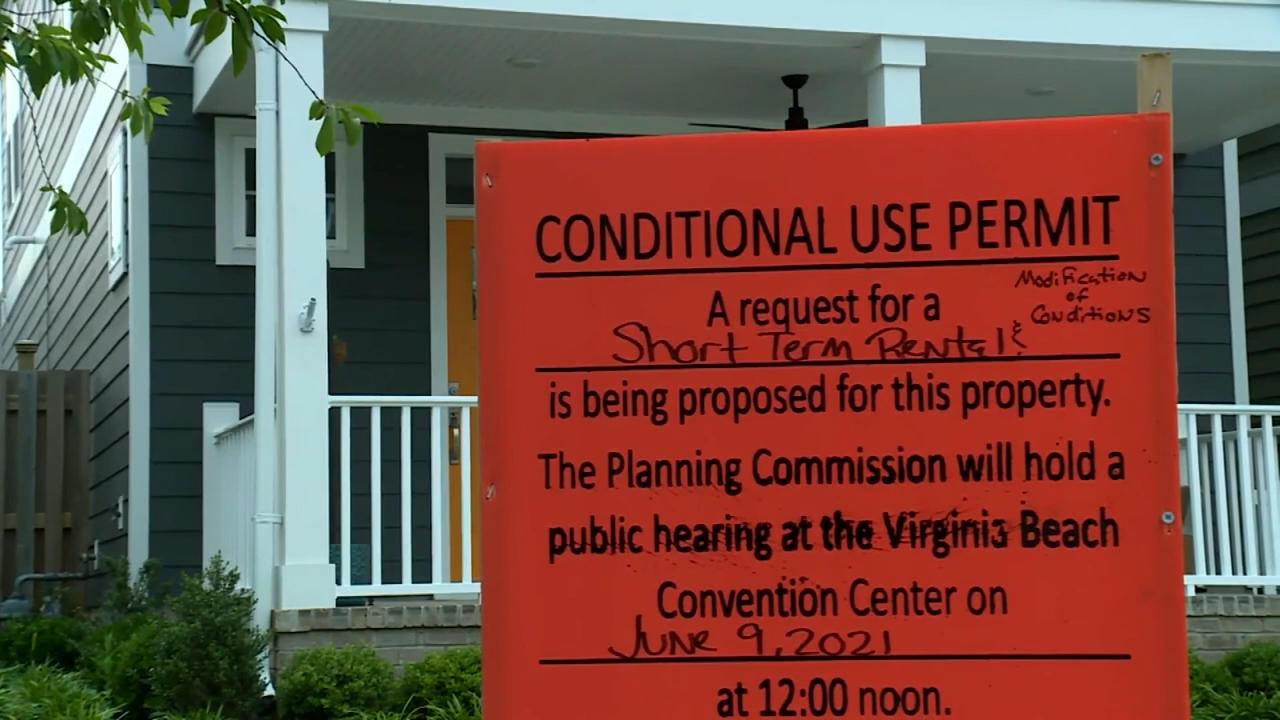 CONDITIONAL USE PERMIT
A request for a
Modification
of
Conditions
Short Term Rental &
is being proposed for this property.
The Planning Commission will hold a
public hearing at the Virginia Beach
Convention Center on
June 9, 2021
at 12:00 noon.